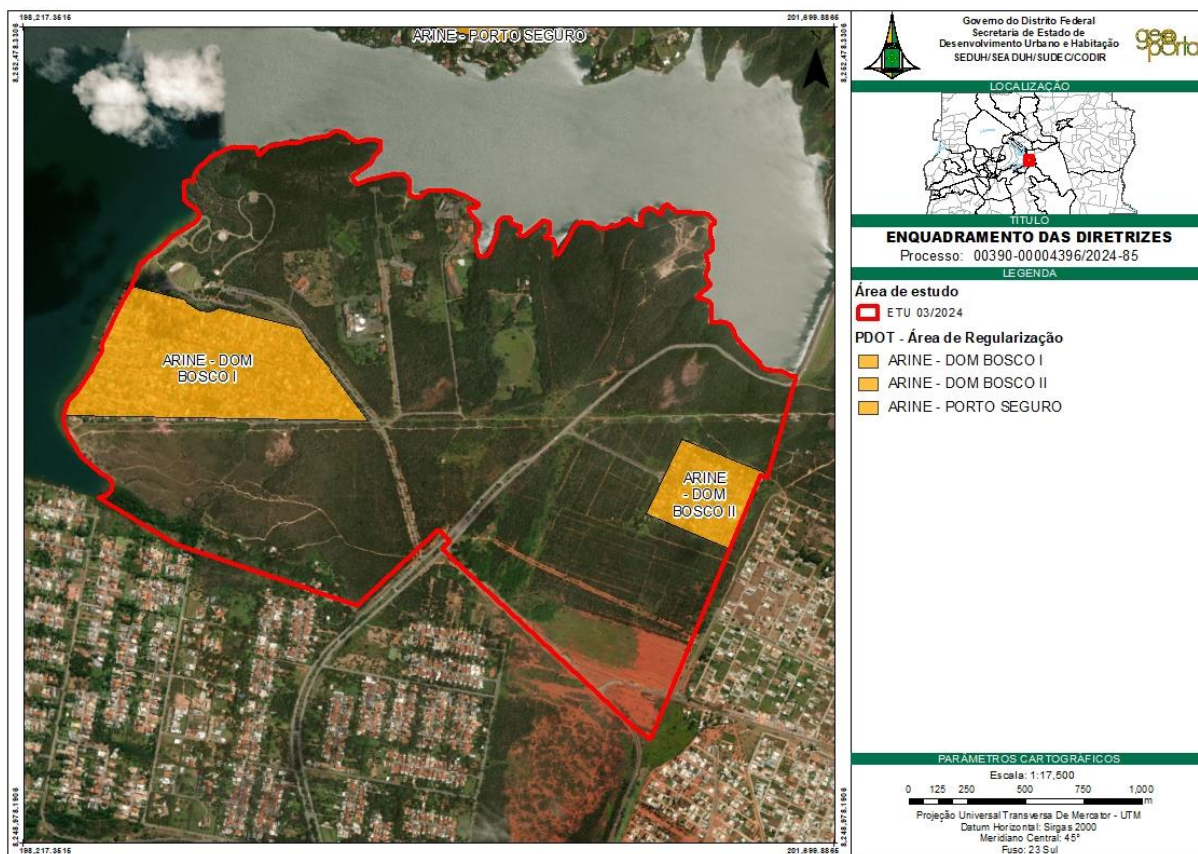 198,217.3515
201,699.8865
8,252,478.3306
8,252,478.3306
ARINE - PORTO SEGURO
N
ARINE - DOM
BOSCO I
ARINE
- DOM
BOSCO II
8,248,978.1906
8,248,978.1906
198,217.3515
201,699.8865
Governo do Distrito Federal
Secretaria de Estado de
Desenvolvimento Urbano e Habitação
SEDUH/SEADUH/SUDEC/CODIR
geo
porta
LOCALIZAÇÃO
TITULO
ENQUADRAMENTO DAS DIRETRIZES
Processo: 00390-00004396/2024-85
LEGENDA
Área de estudo
ETU 03/2024
PDOT - Área de Regularização
ARINE - DOM BOSCO I
ARINE - DOM BOSCO II
ARINE - PORTO SEGURO
PARÂMETROS CARTOGRÁFICOS
Escala: 1:17,500
0 125 250 500 750 1,000
m
Projeção Universal Transversa De Mercator - UTM
Datum Horizontal: Sirgas 2000
Meridiano Central: 45°
Fuso: 23 Sul